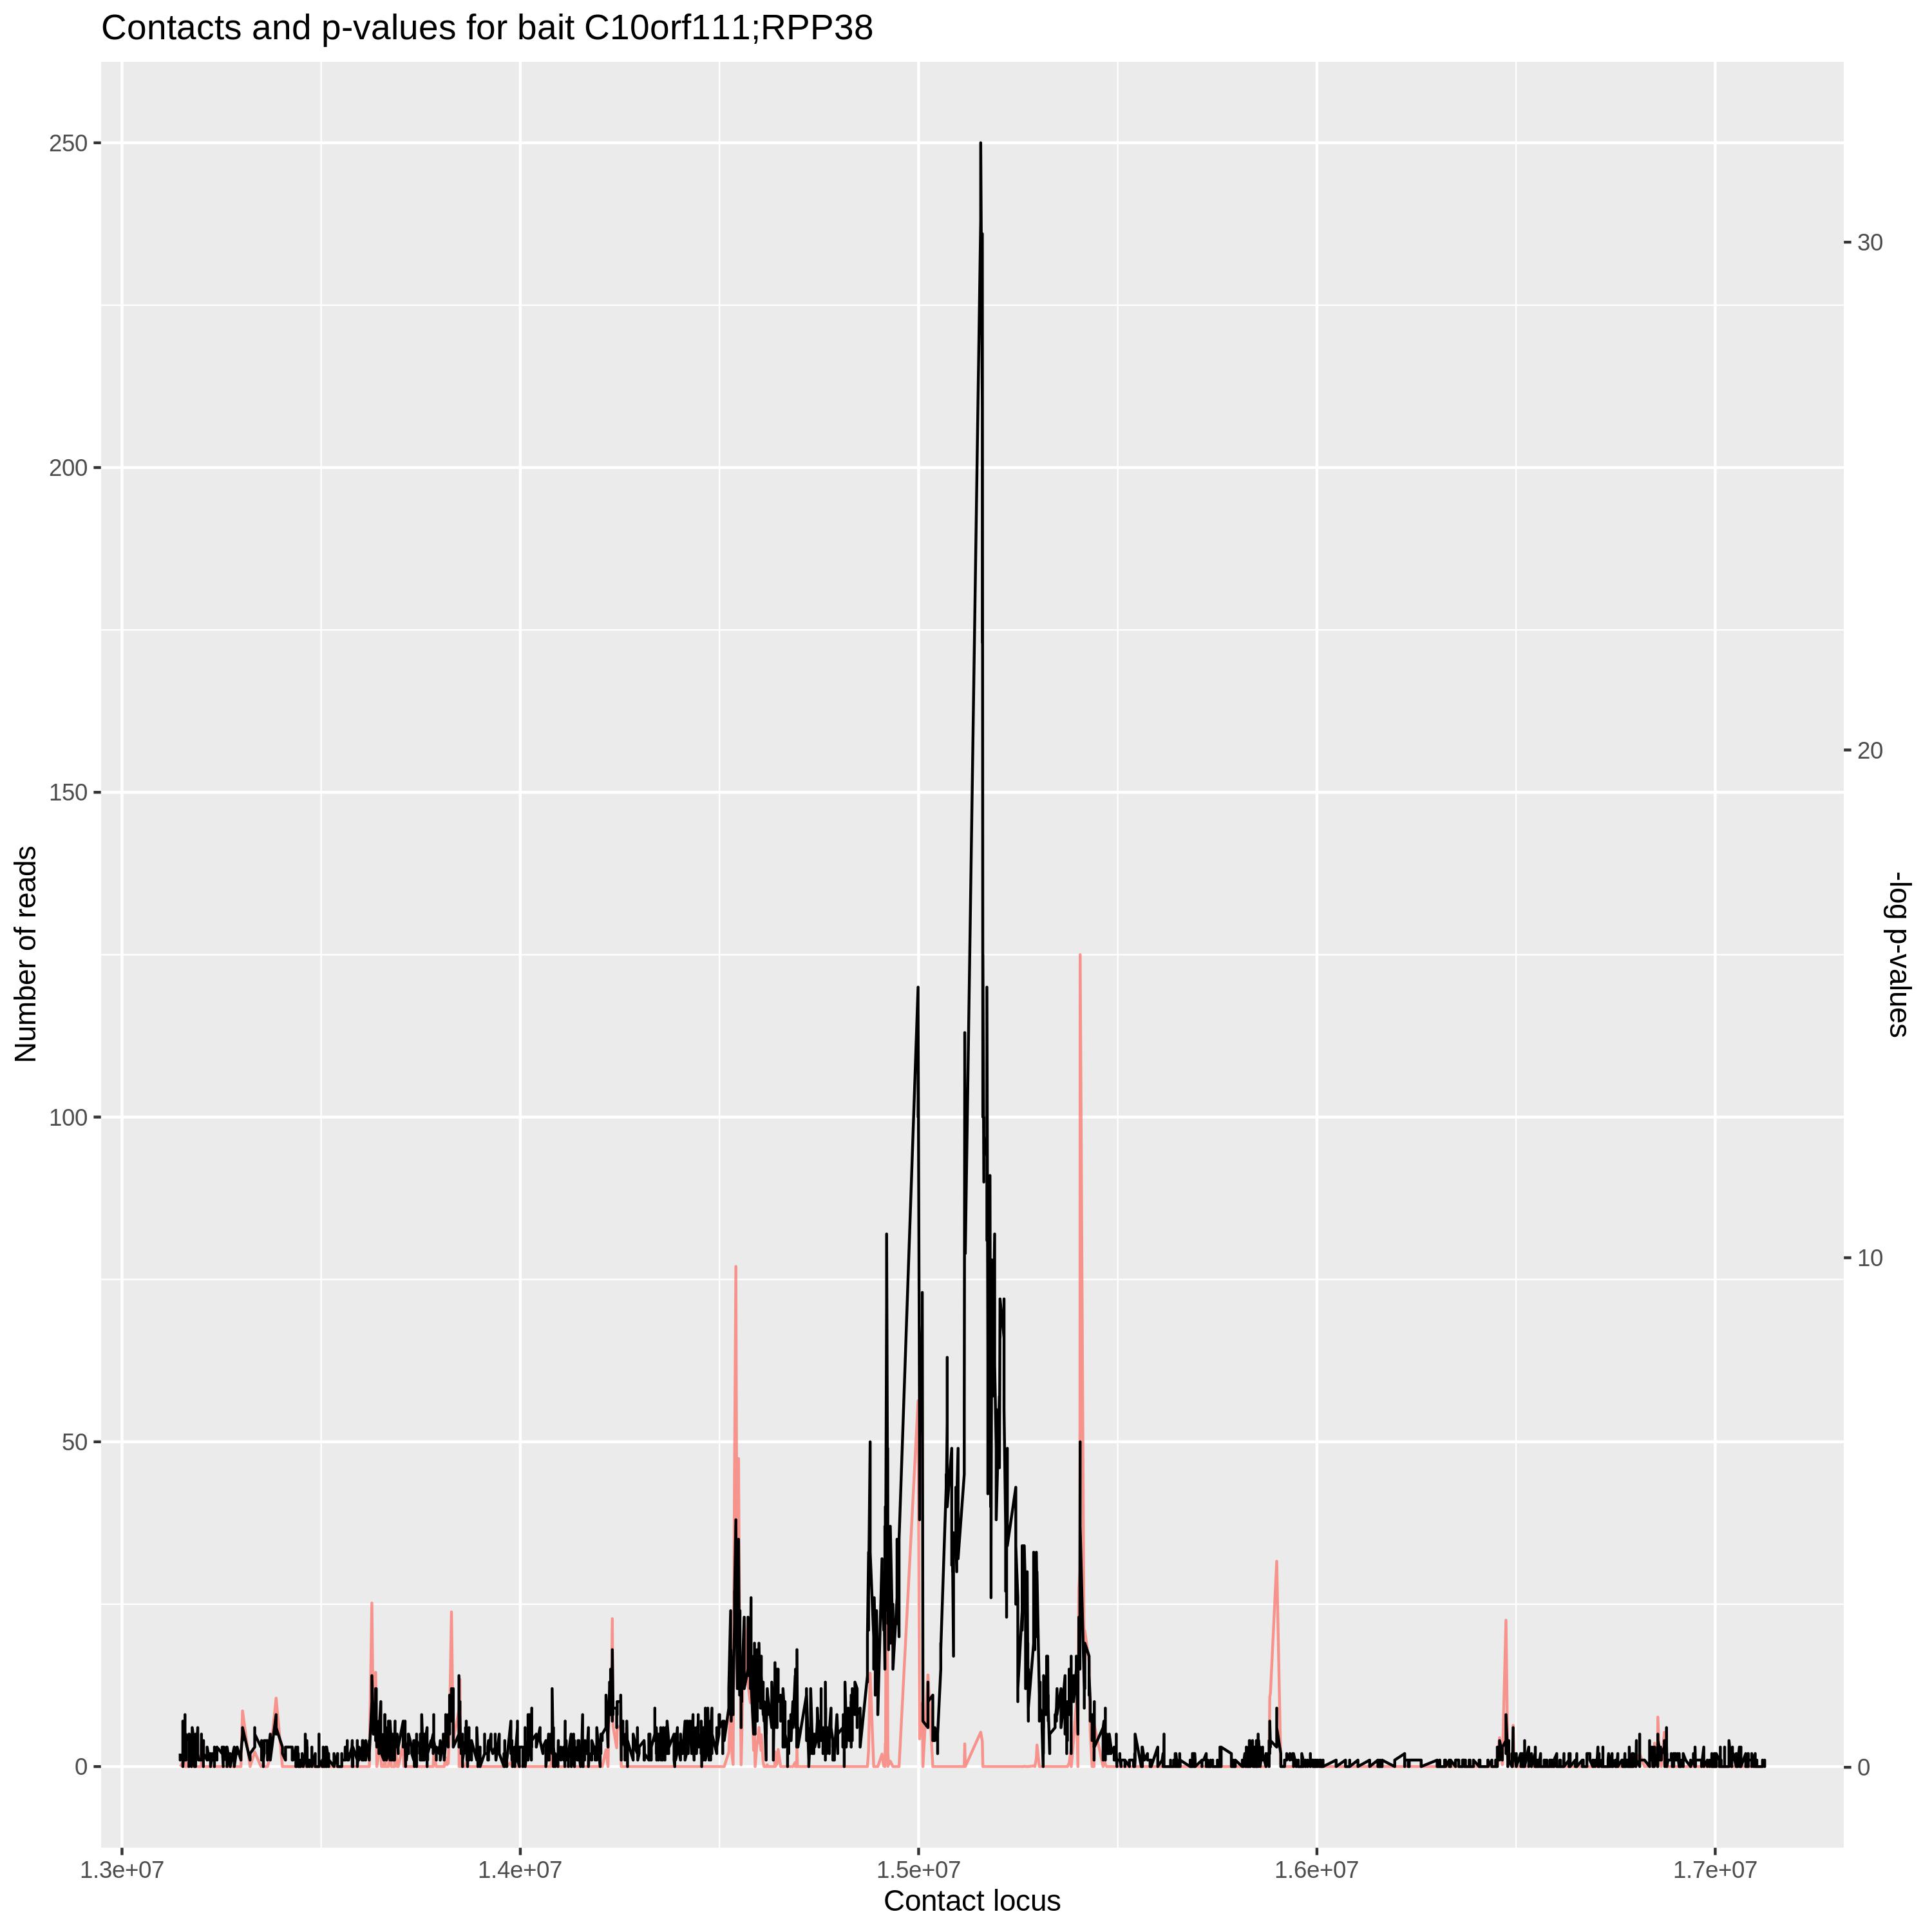 Contacts and p-values for bait C10orf111;RPP38
250
200
150
100
50
0
Number of reads
30
20
10
0
-log p-values
1.3e+07
1.4e+07
1.5e+07
1.6e+07
1.7e+07
Contact locus